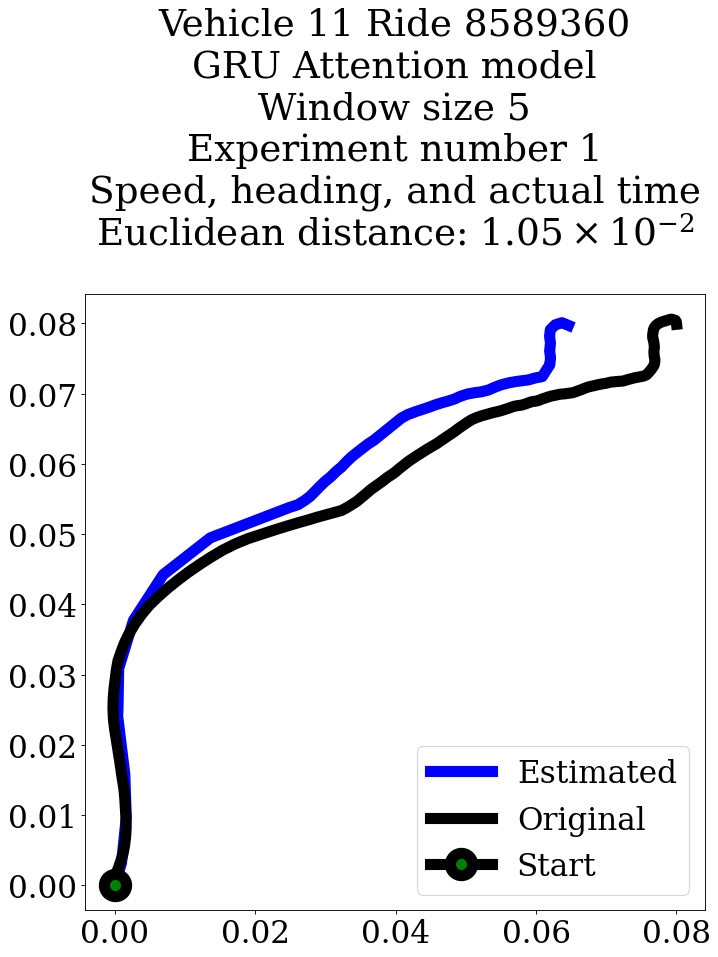 Vehicle 11 Ride 8589360
GRU Attention model
Window size 5
Experiment number 1
Speed, heading, and actual time
Euclidean distance: 1.05 × 10⁻²
0.08
0.07
0.06
0.05
0.04
0.03
0.02
0.01
0.00
Estimated
Original
Start
0.00 0.02 0.04 0.06 0.08